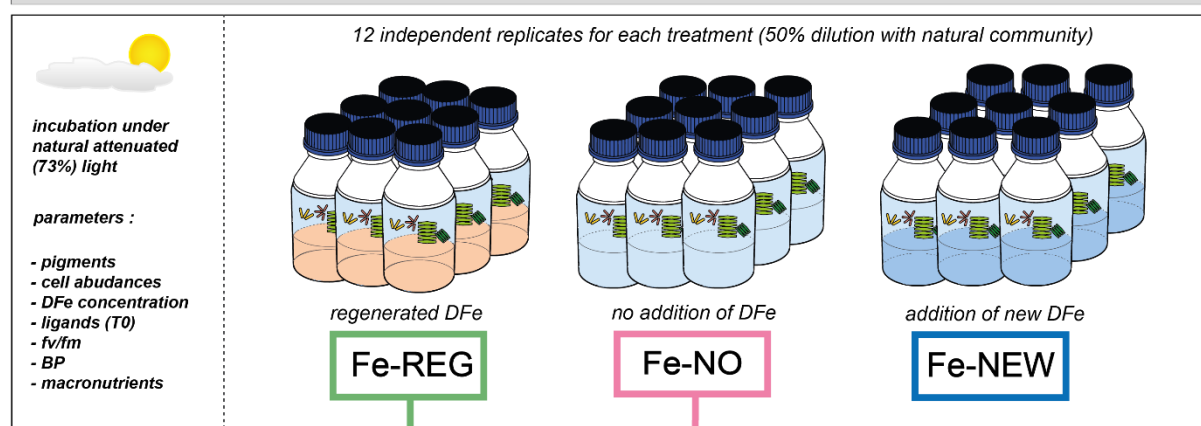 12 independent replicates for each treatment (50% dilution with natural community)
incubation under
natural attenuated
(73%) light
parameters :
- pigments
- cell abudances
- DFe concentration
- ligands (T0)
- fv/fm
- BP
- macronutrients
regenerated DFe
no addition of DFe
addition of new DFe
Fe-REG
Fe-NO
Fe-NEW